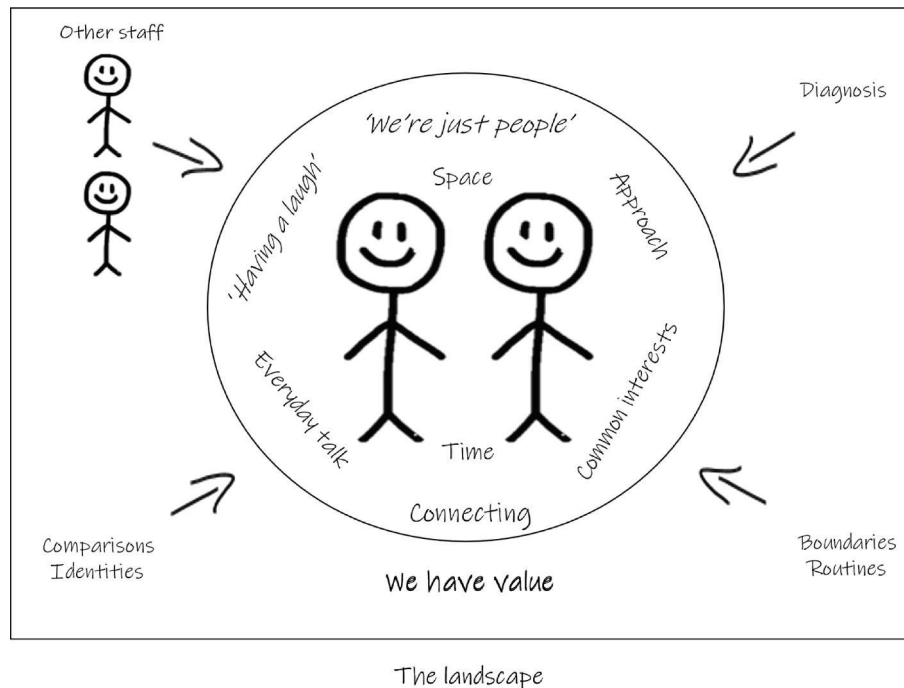 Other staff
Diagnosis
'We're just people'
Space
'Having a laugh'
Approach
Everyday talk
Common interests
Time
Connecting
Comparisons
Identities
Boundaries
Routines
We have value
The landscape